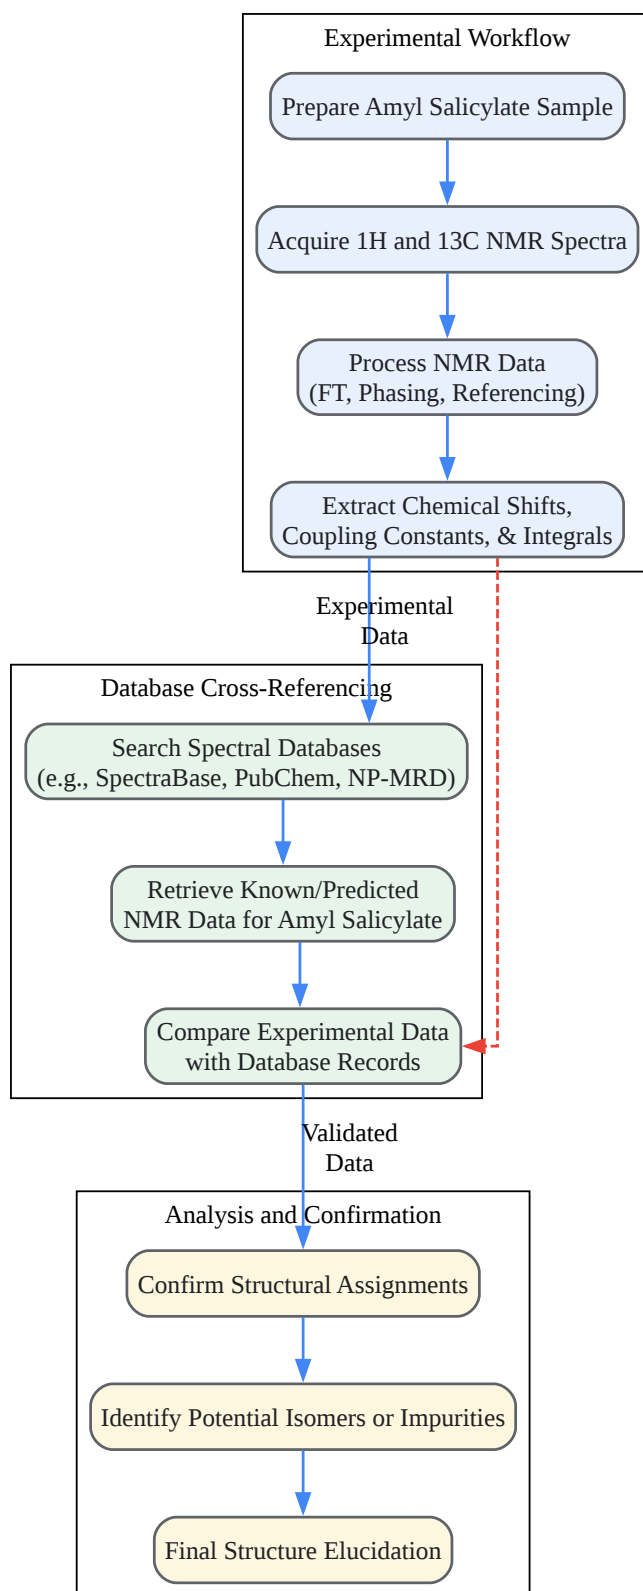 Experimental Workflow
Prepare Amyl Salicylate Sample
Acquire 1H and 13C NMR Spectra
Process NMR Data
(FT, Phasing, Referencing)
Extract Chemical Shifts,
Coupling Constants, & Integrals
Experimental
Data
Database Cross-Referencing
Search Spectral Databases
(e.g., SpectraBase, PubChem, NP-MRD)
Retrieve Known/Predicted
NMR Data for Amyl Salicylate
Compare Experimental Data
with Database Records
Validated
Data
Analysis and Confirmation
Confirm Structural Assignments
Identify Potential Isomers or Impurities
Final Structure Elucidation